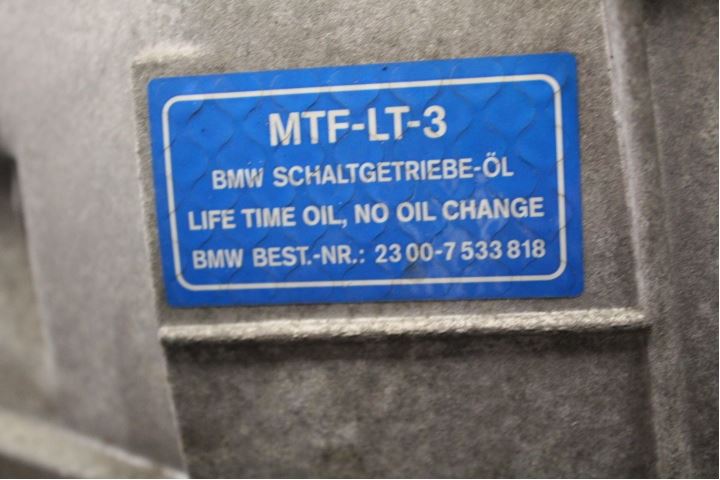 MTF-LT-3
BMW SCHALTGETRIEBE-ÖL
LIFE TIME OIL, NO OIL CHANGE
BMW BEST.-NR.: 23 00-7 533 818